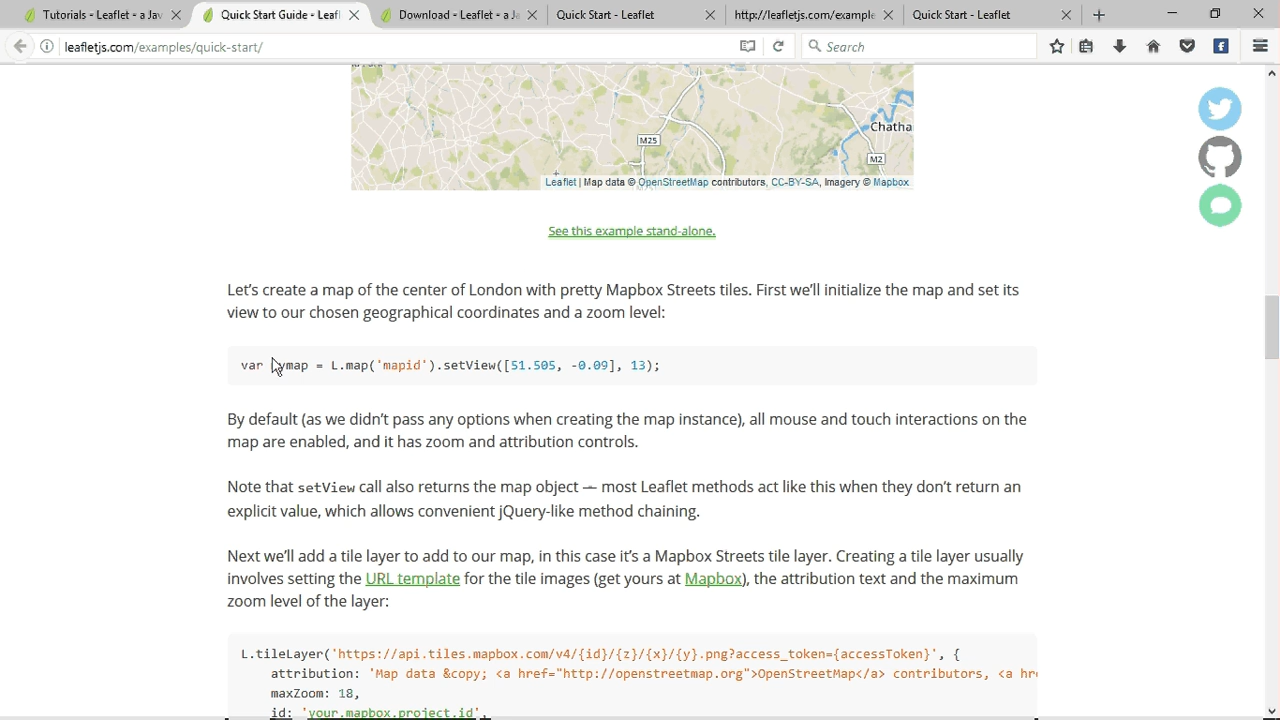 Tutorials - Leaflet - a Jav
Quick Start Guide - Leafl
Download - Leaflet - a Ja
Quick Start - Leaflet
http://leafletjs.com/example
Quick Start - Leaflet
leafletjs.com/examples/quick-start/
Search
M25
Chatha
M2
Leaflet | Map data © OpenStreetMap contributors, CC-BY-SA, Imagery © Mapbox
See this example stand-alone.
Let's create a map of the center of London with pretty Mapbox Streets tiles. First we'll initialize the map and set its
view to our chosen geographical coordinates and a zoom level:
var mymap = L.map('mapid').setView([51.505, -0.09], 13);
By default (as we didn't pass any options when creating the map instance), all mouse and touch interactions on the
map are enabled, and it has zoom and attribution controls.
Note that setView call also returns the map object — most Leaflet methods act like this when they don't return an
explicit value, which allows convenient jQuery-like method chaining.
Next we'll add a tile layer to add to our map, in this case it's a Mapbox Streets tile layer. Creating a tile layer usually
involves setting the URL template for the tile images (get yours at Mapbox), the attribution text and the maximum
zoom level of the layer:
L.tileLayer('https://api.tiles.mapbox.com/v4/{id}/{z}/{x}/{y}.png?access_token={accessToken}', {
attribution: 'Map data &copy; <a href="http://openstreetmap.org">OpenStreetMap</a> contributors, <a hr
maxZoom: 18,
id: 'your.mapbox.project.id',